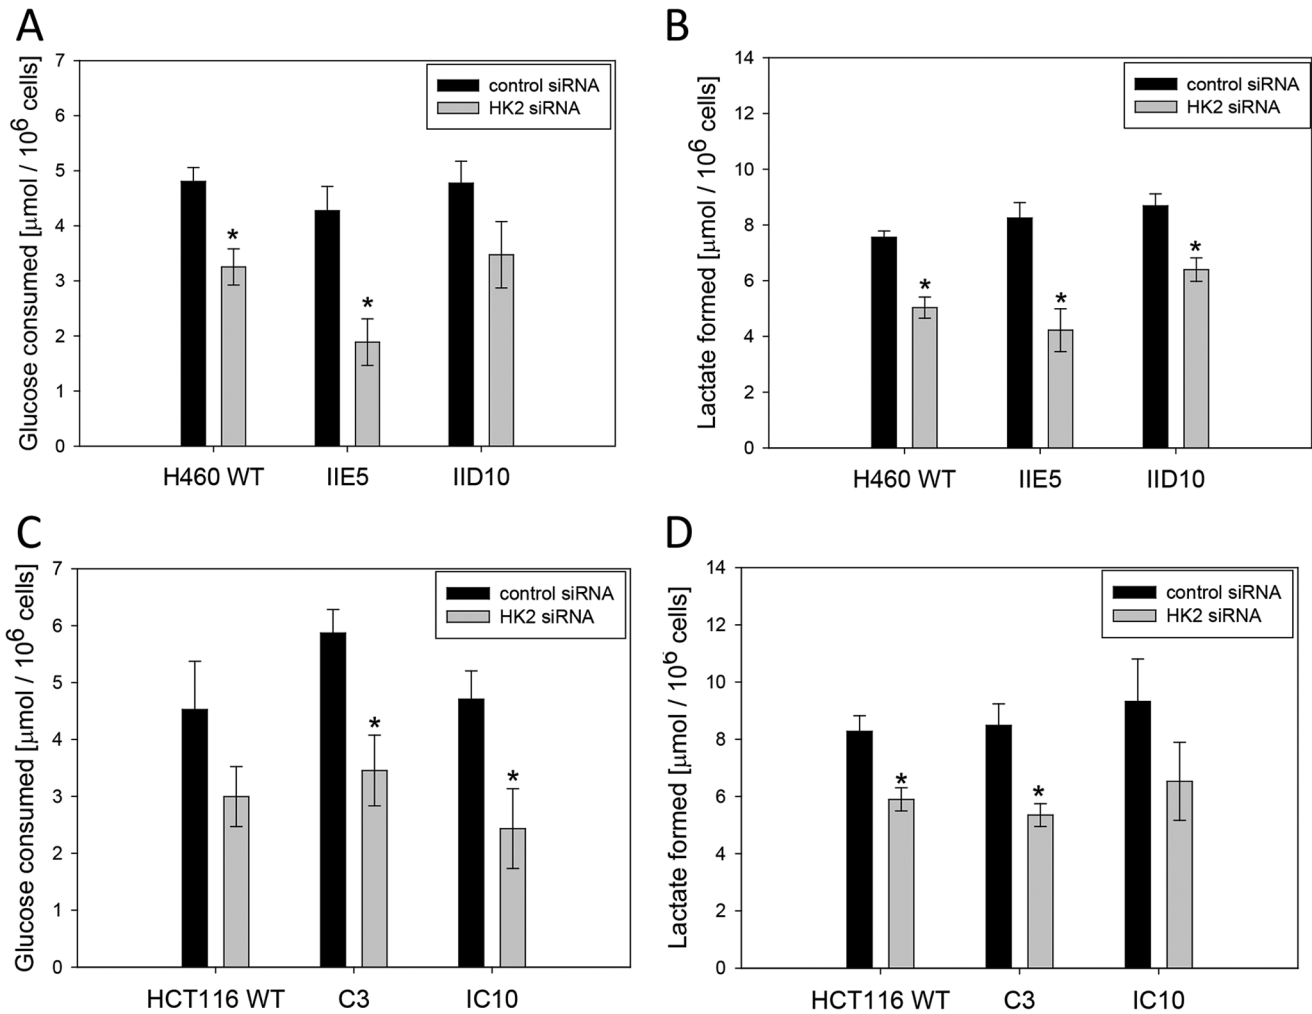 A
Glucose consumed [μmol / 10⁶ cells]
7
6
5
4
3
2
1
0
control siRNA
HK2 siRNA
*
*
H460 WT IIE5 IID10
B
Lactate formed [μmol / 10⁶ cells]
14
12
10
8
6
4
2
0
control siRNA
HK2 siRNA
*
*
*
H460 WT IIE5 IID10
C
Glucose consumed [μmol / 10⁶ cells]
7
6
5
4
3
2
1
0
control siRNA
HK2 siRNA
*
*
HCT116 WT C3 IC10
D
Lactate formed [μmol / 10⁶ cells]
14
12
10
8
6
4
2
0
control siRNA
HK2 siRNA
*
*
HCT116 WT C3 IC10